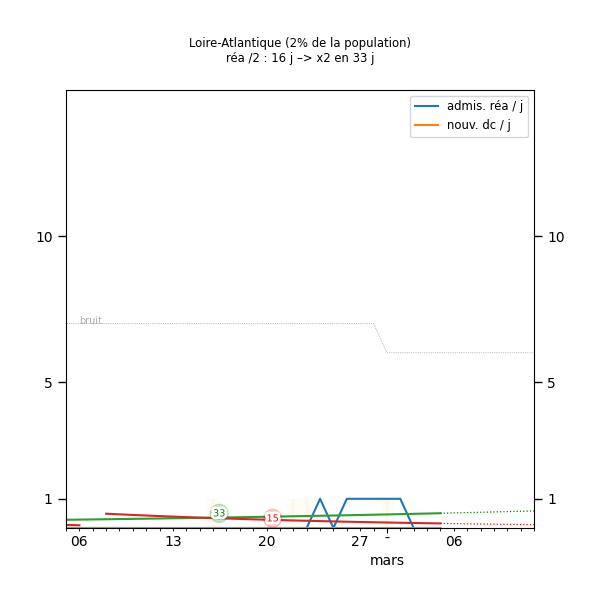 Loire-Atlantique (2% de la population)
réa /2 : 16 j –> x2 en 33 j
admis. réa / j
nouv. dc / j
10 10
bruit
5 5
1 1
33 15
06 13 20 27 - 06
mars